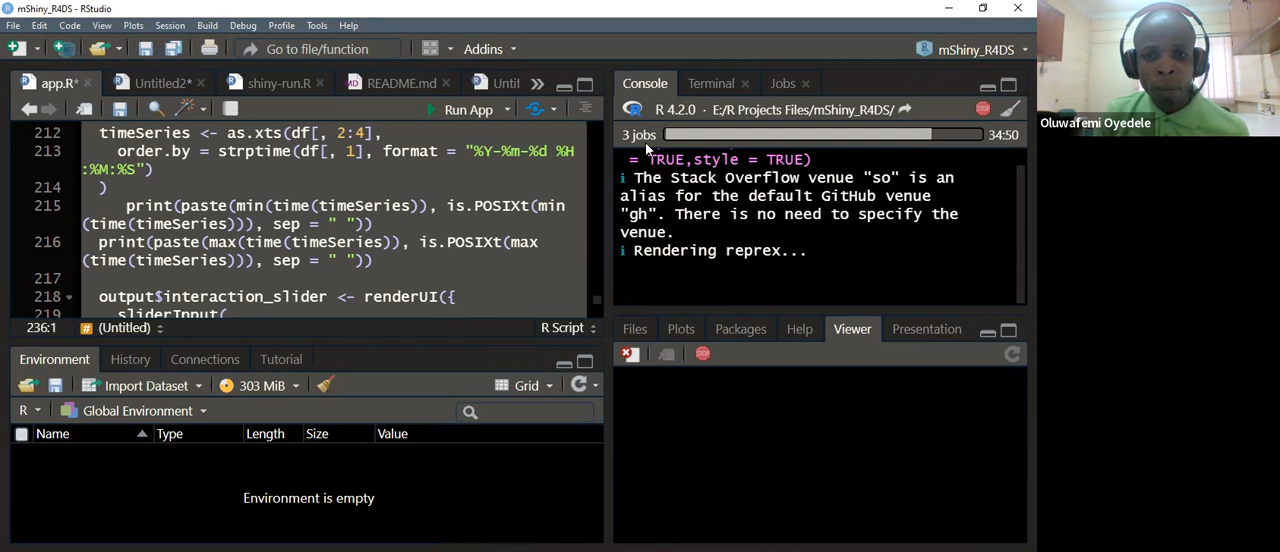 mShiny_R4DS - RStudio
File Edit Code View Plots Session Build Debug Profile Tools Help
Go to file/function Addins mShiny_R4DS
app.R* Untitled2* shiny-run.R README.md Untit
Run App
212 timeSeries <- as.xts(df[, 2:4],
213 order.by = strptime(df[, 1], format = "%Y-%m-%d %H
:%M:%S")
214 )
215 print(paste(min(time(timeSeries)), is.POSIXt(min
(time(timeSeries))), sep = " "))
216 print(paste(max(time(timeSeries)), is.POSIXt(max
(time(timeSeries))), sep = " "))
217
218 output$interaction_slider <- renderUI({
219 sliderInput(
236:1 # (Untitled) R Script
Environment History Connections Tutorial
Import Dataset 303 MiB Grid
R Global Environment
Name Type Length Size Value
Environment is empty
Console Terminal Jobs
R 4.2.0 · E:/R Projects Files/mShiny_R4DS/
3 jobs 34:50
= TRUE,style = TRUE)
i The Stack Overflow venue "so" is an
alias for the default GitHub venue
"gh". There is no need to specify the
venue.
i Rendering reprex...
Files Plots Packages Help Viewer Presentation
STOP
Oluwafemi Oyedele